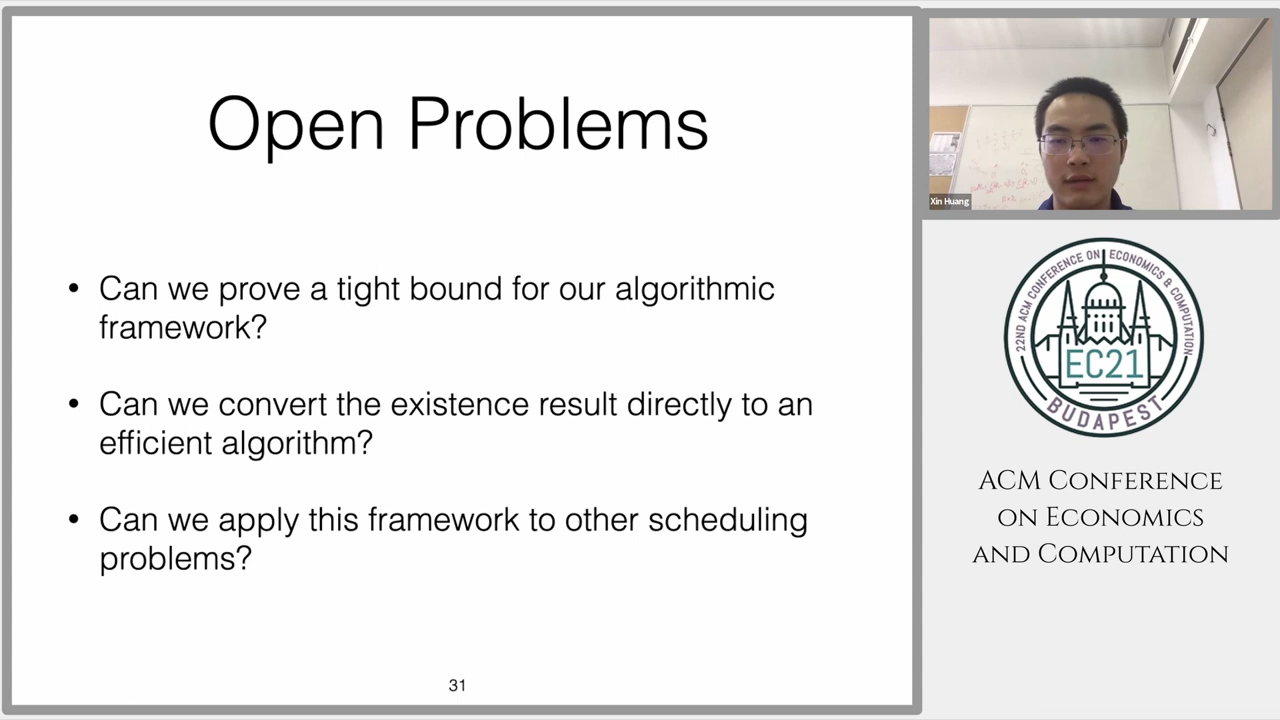 Open Problems
• Can we prove a tight bound for our algorithmic
framework?
• Can we convert the existence result directly to an
efficient algorithm?
• Can we apply this framework to other scheduling
problems?
31
Xin Huang
22ND ACM CONFERENCE ON ECONOMICS & COMPUTATION
EC21
BUDAPEST
ACM Conference
on Economics
and Computation